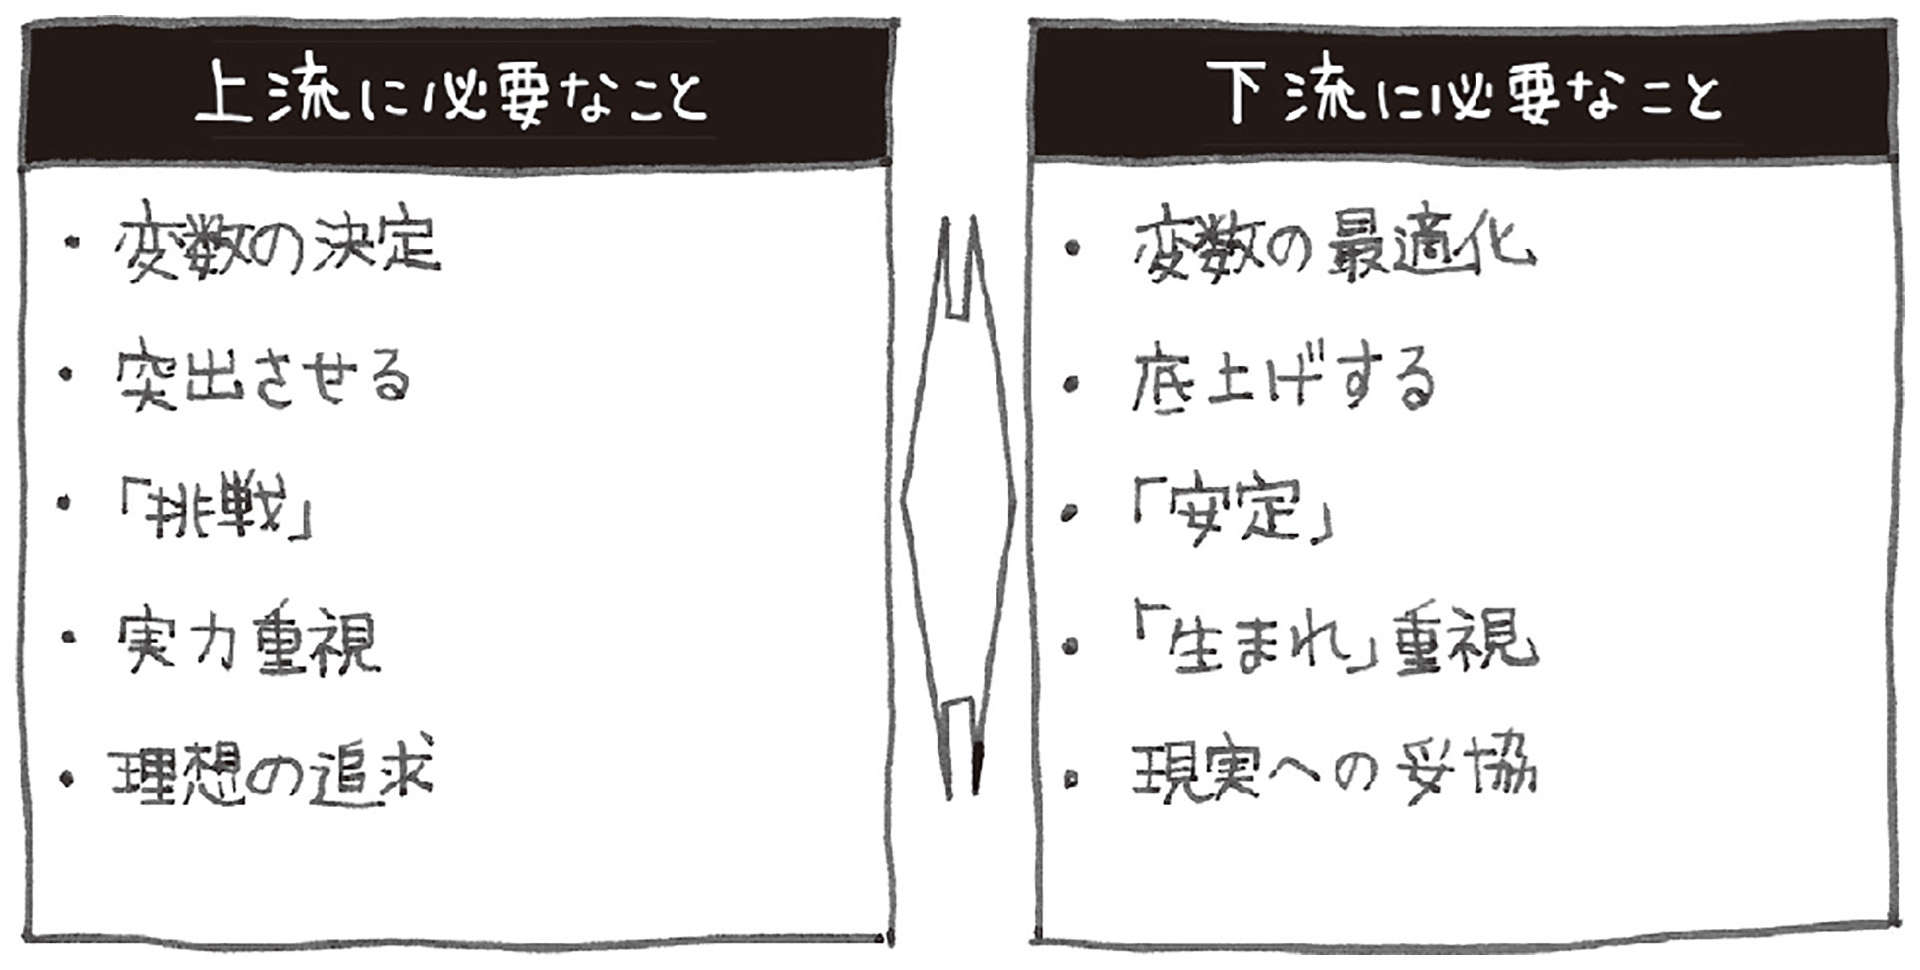 上流に必要なこと
・変数の決定
・突出させる
・「挑戦」
・実力重視
・理想の追求
下流に必要なこと
・変数の最適化
・底上げする
・「安定」
・「生まれ」重視
・現実への妥協